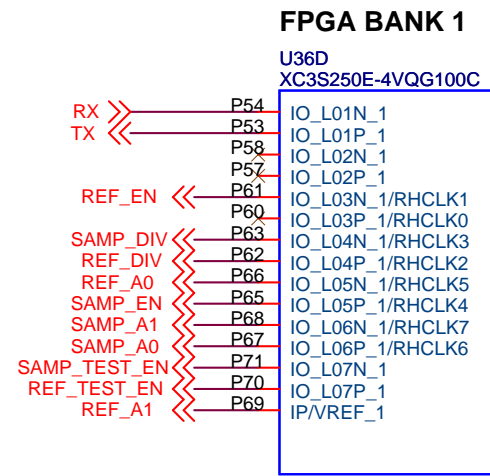 FPGA BANK 1
U36D
XC3S250E-4VQG100C
RX P54 IO_L01N_1
TX P53 IO_L01P_1
P58 IO_L02N_1
P57 IO_L02P_1
REF_EN P61 IO_L03N_1/RHCLK1
P60 IO_L03P_1/RHCLK0
SAMP_DIV P63 IO_L04N_1/RHCLK3
REF_DIV P62 IO_L04P_1/RHCLK2
REF_A0 P66 IO_L05N_1/RHCLK5
SAMP_EN P65 IO_L05P_1/RHCLK4
SAMP_A1 P68 IO_L06N_1/RHCLK7
SAMP_A0 P67 IO_L06P_1/RHCLK6
SAMP_TEST_EN P71 IO_L07N_1
REF_TEST_EN P70 IO_L07P_1
REF_A1 P69 IP/VREF_1